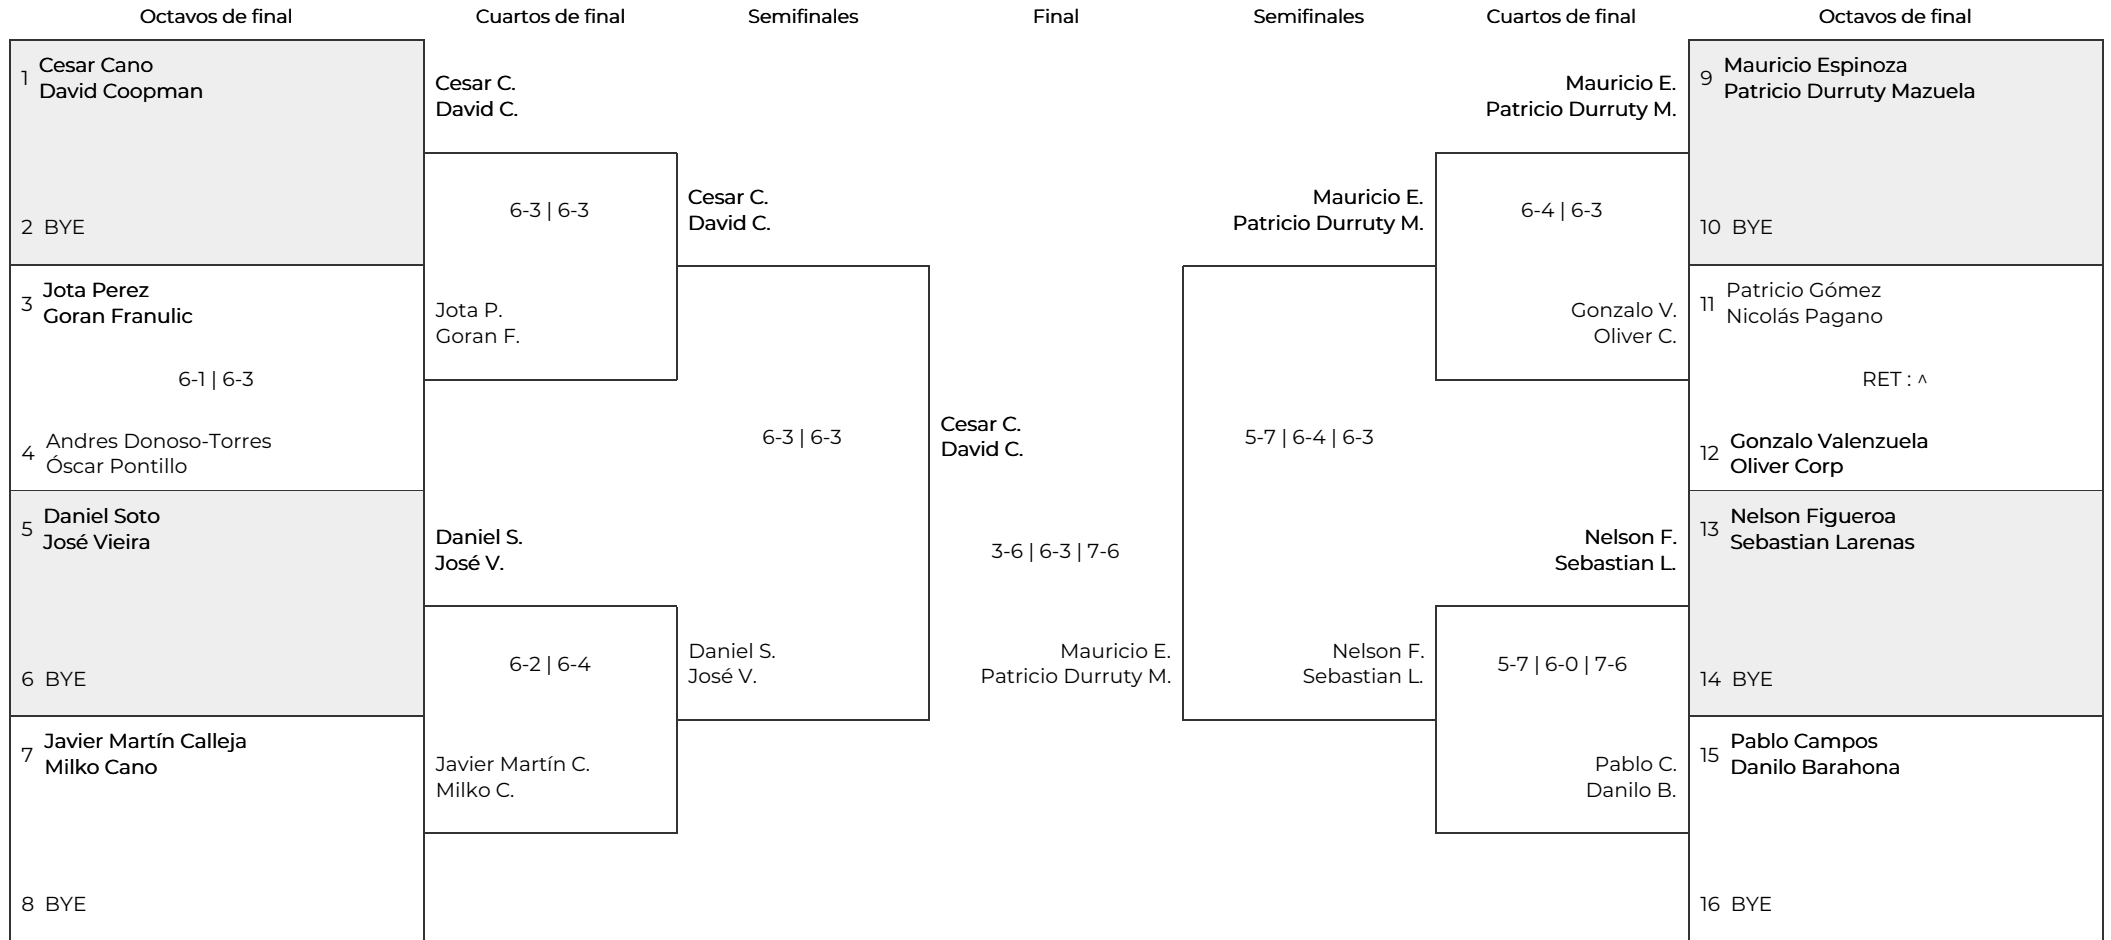 Octavos de final
Cuartos de final
Semifinales
Final
Semifinales
Cuartos de final
Octavos de final
1 Cesar Cano
David Coopman
2 BYE
3 Jota Perez
Goran Franulic
6-1 | 6-3
4 Andres Donoso-Torres
Óscar Pontillo
5 Daniel Soto
José Vieira
6 BYE
7 Javier Martín Calleja
Milko Cano
8 BYE
Cesar C.
David C.
6-3 | 6-3
Jota P.
Goran F.
Daniel S.
José V.
6-2 | 6-4
Javier Martín C.
Milko C.
Cesar C.
David C.
6-3 | 6-3
Daniel S.
José V.
Cesar C.
David C.
3-6 | 6-3 | 7-6
Mauricio E.
Patricio Durruty M.
Mauricio E.
Patricio Durruty M.
5-7 | 6-4 | 6-3
Nelson F.
Sebastian L.
Mauricio E.
Patricio Durruty M.
6-4 | 6-3
Gonzalo V.
Oliver C.
Nelson F.
Sebastian L.
5-7 | 6-0 | 7-6
Pablo C.
Danilo B.
9 Mauricio Espinoza
Patricio Durruty Mazuela
10 BYE
11 Patricio Gómez
Nicolás Pagano
RET : ^
12 Gonzalo Valenzuela
Oliver Corp
13 Nelson Figueroa
Sebastian Larenas
14 BYE
15 Pablo Campos
Danilo Barahona
16 BYE